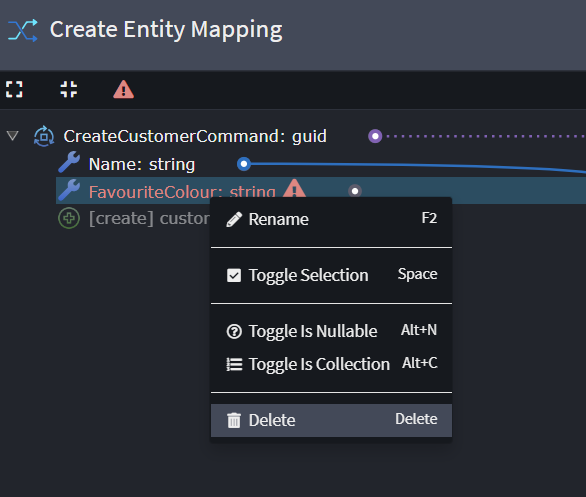 Create Entity Mapping
CreateCustomerCommand: guid
Name: string
FavouriteColour: string
[create] custo
Rename F2
Toggle Selection Space
Toggle Is Nullable Alt+N
Toggle Is Collection Alt+C
Delete Delete